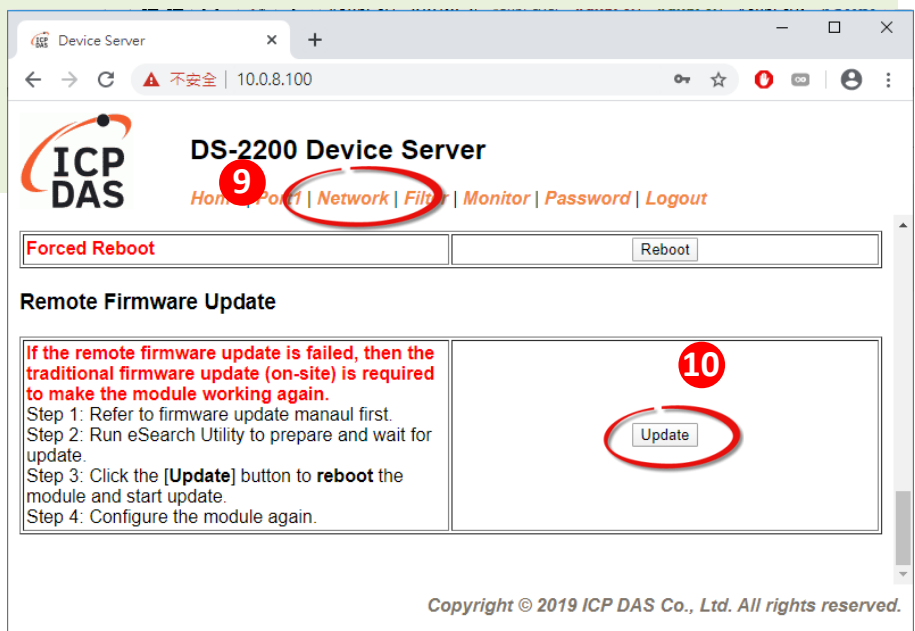 ICP DAS Device Server
不安全 | 10.0.8.100
ICP DAS
DS-2200 Device Server
9
Home | Port1 | Network | Filter | Monitor | Password | Logout
Forced Reboot
Reboot
Remote Firmware Update
If the remote firmware update is failed, then the
traditional firmware update (on-site) is required
to make the module working again.
Step 1: Refer to firmware update manaul first.
Step 2: Run eSearch Utility to prepare and wait for
update.
Step 3: Click the [Update] button to reboot the
module and start update.
Step 4: Configure the module again.
10
Update
Copyright © 2019 ICP DAS Co., Ltd. All rights reserved.